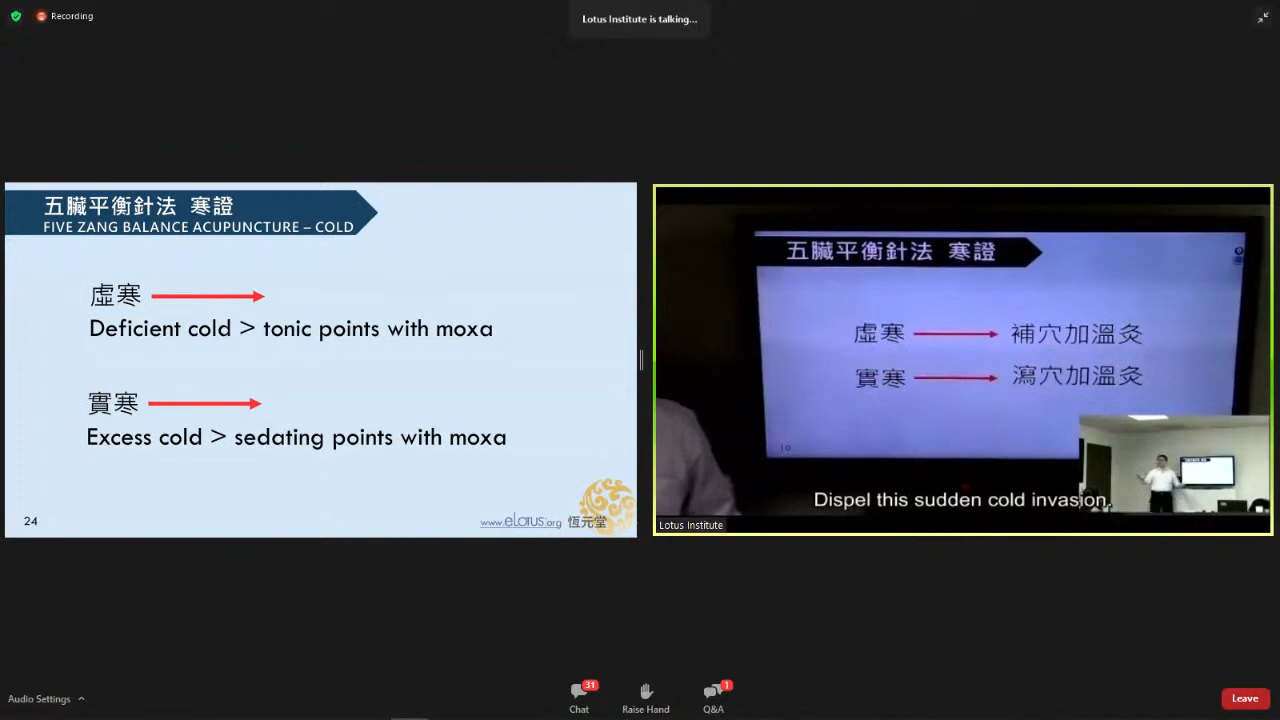 Recording
Lotus Institute is talking...
五臟平衡針法 寒證
FIVE ZANG BALANCE ACUPUNCTURE – COLD
虛寒
Deficient cold > tonic points with moxa
實寒
Excess cold > sedating points with moxa
24
www.eLotus.org 恆元堂
五臟平衡針法 寒證
虛寒 補穴加溫灸
實寒 瀉穴加溫灸
Dispel this sudden cold invasion.
Lotus Institute
Audio Settings
31
Chat
Raise Hand
1
Q&A
Leave